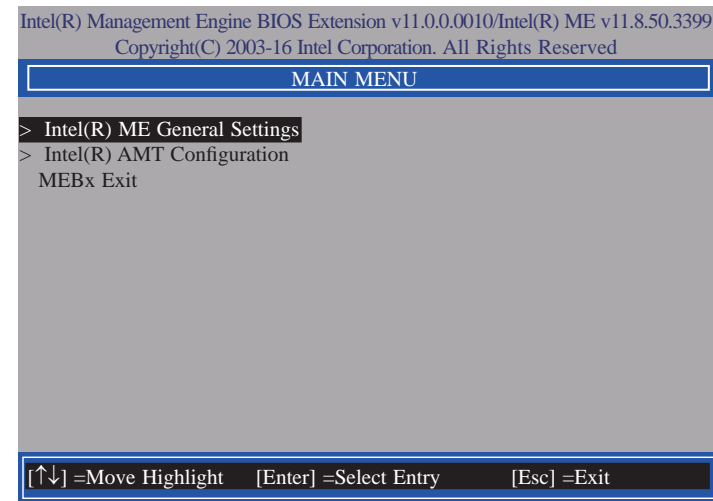 Intel(R) Management Engine BIOS Extension v11.0.0.0010/Intel(R) ME v11.8.50.3399
Copyright(C) 2003-16 Intel Corporation. All Rights Reserved
MAIN MENU
> Intel(R) ME General Settings
> Intel(R) AMT Configuration
MEBx Exit
[↑↓] =Move Highlight [Enter] =Select Entry [Esc] =Exit